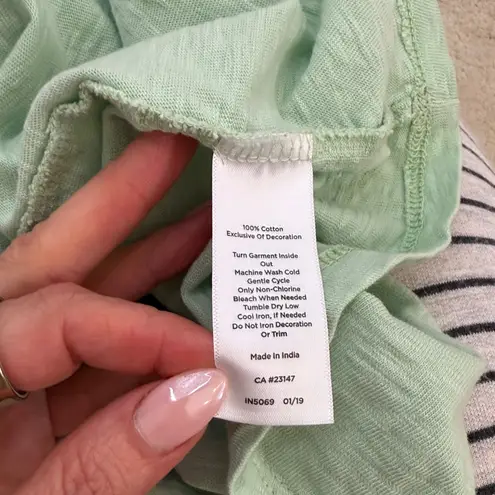 100% Cotton
Exclusive Of Decoration
Turn Garment Inside
Out
Machine Wash Cold
Gentle Cycle
Only Non-Chlorine
Bleach When Needed
Tumble Dry Low
Cool Iron, If Needed
Do Not Iron Decoration
Or Trim
Made in India
CA #23147
IN5069 01/19